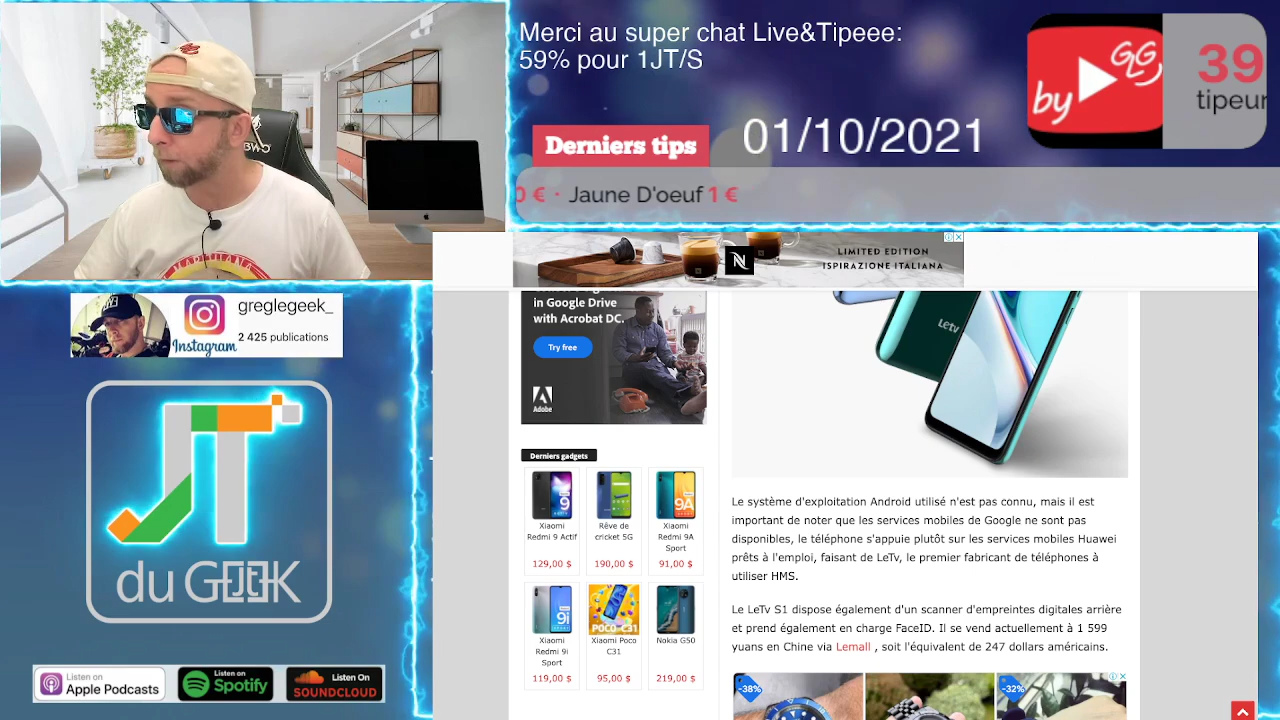 Merci au super chat Live&Tipeee:
59% pour 1JT/S
by GLG
39
tipeur
Derniers tips
01/10/2021
0 € · Jaune D'oeuf 1 €
LIMITED EDITION
ISPIRAZIONE ITALIANA
greglegeek_
Instagram
2 425 publications
in Google Drive
with Acrobat DC.
Try free
Adobe
LeTV
JT
du GEEK
Derniers gadgets
Xiaomi
Redmi 9 Actif
129,00 $
Rêve de
cricket 5G
190,00 $
Xiaomi
Redmi 9A
Sport
91,00 $
Xiaomi
Redmi 9i
Sport
119,00 $
POCO C31
Xiaomi Poco
C31
95,00 $
Nokia G50
219,00 $
Le système d'exploitation Android utilisé n'est pas connu, mais il est
important de noter que les services mobiles de Google ne sont pas
disponibles, le téléphone s'appuie plutôt sur les services mobiles Huawei
prêts à l'emploi, faisant de LeTv, le premier fabricant de téléphones à
utiliser HMS.
Le LeTv S1 dispose également d'un scanner d'empreintes digitales arrière
et prend également en charge FaceID. Il se vend actuellement à 1 599
yuans en Chine via Lemall , soit l'équivalent de 247 dollars américains.
-38%
-32%
Listen on
Apple Podcasts
Listen on
Spotify
Listen On
SOUNDCLOUD